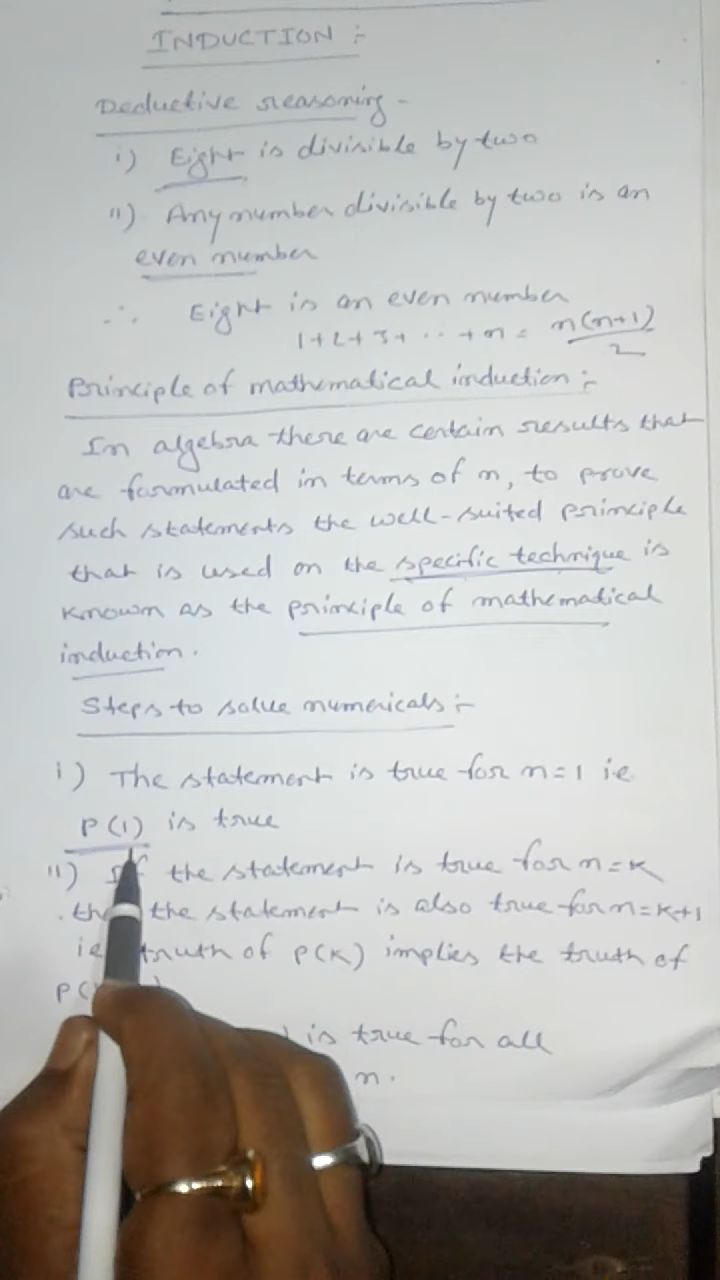 INDUCTION :-
Deductive reasoning -
i) Eight is divisible by two
ii) Any number divisible by two is an
even number
∴ Eight is an even number
1+2+3+ ... +n = n(n+1)/2
Principle of mathematical induction :-
In algebra there are certain results that
are formulated in terms of n, to prove
such statements the well-suited principle
that is used on the specific technique is
known as the principle of mathematical
induction.
Steps to solve numericals :-
i) The statement is true for n=1 ie
P(1) is true
ii) If the statement is true for n=k
the statement is also true for n=k+1
ie truth of P(k) implies the truth of
P(
is true for all
n.